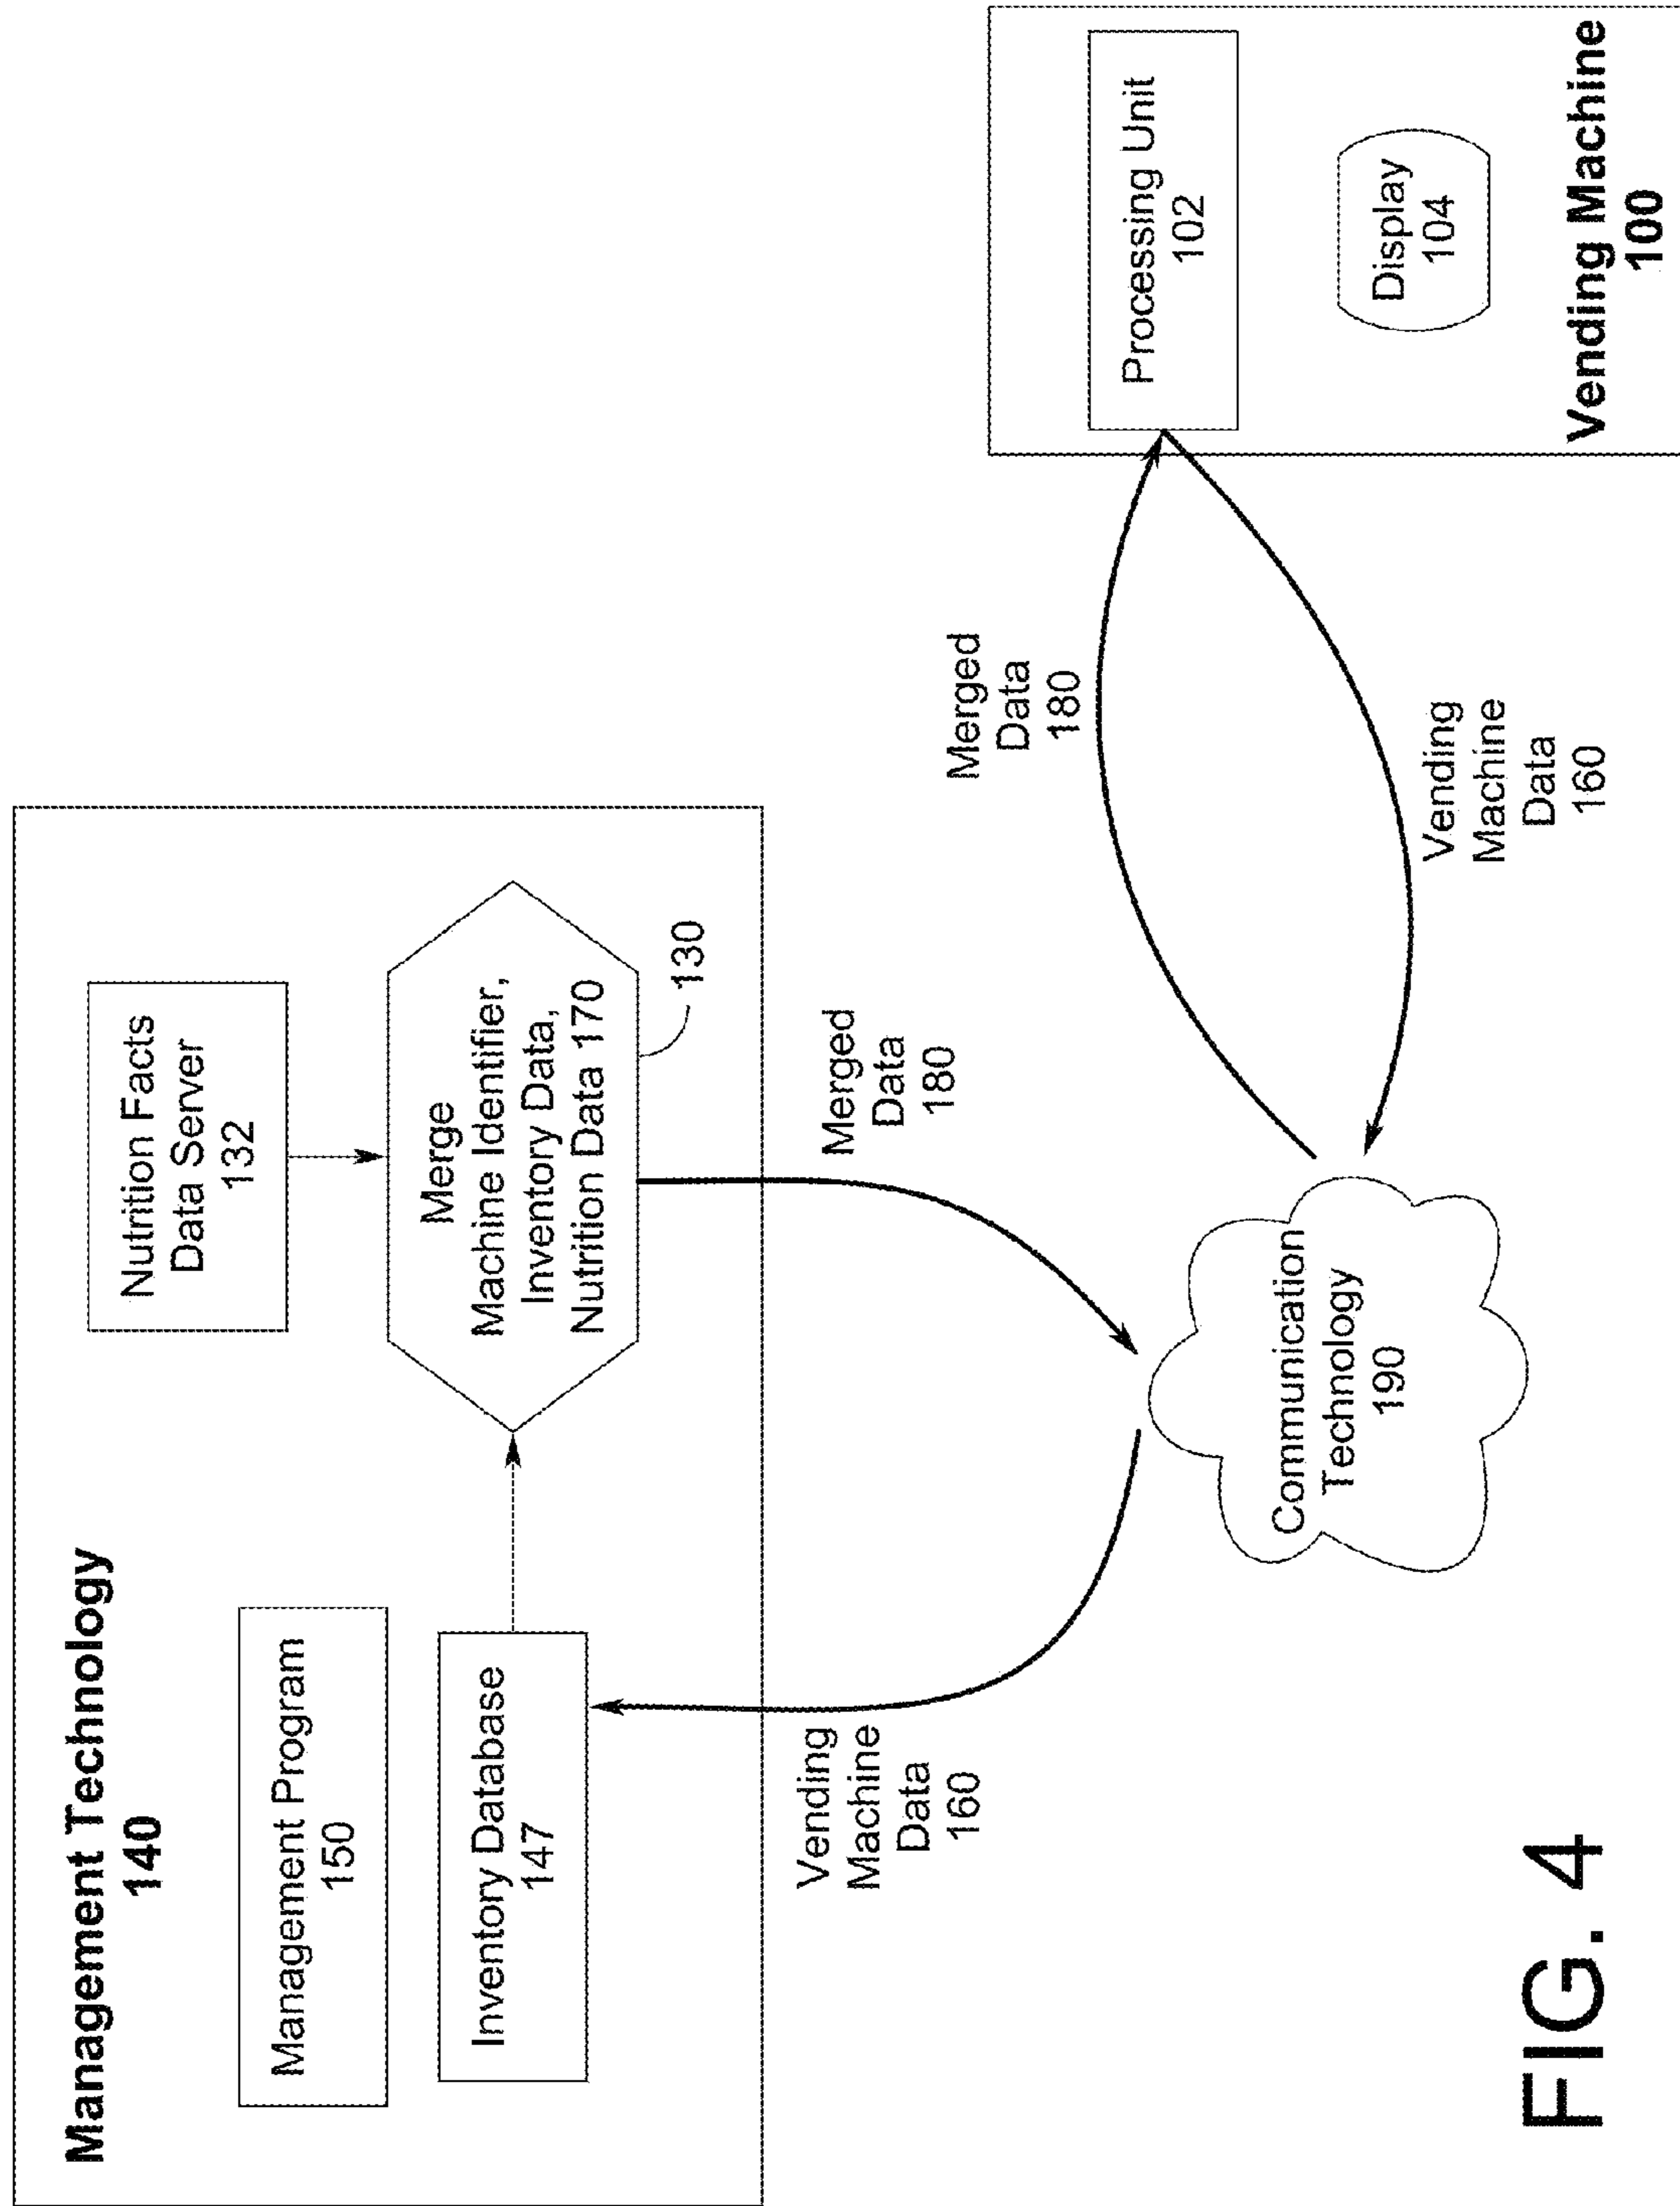 Management Technology
140
Management Program
150
Inventory Database
147
Nutrition Facts
Data Server
132
Merge
Machine Identifier,
Inventory Data,
Nutrition Data 170
130
Vending
Machine
Data
160
Merged
Data
180
Communication
Technology
190
Merged
Data
180
Vending
Machine
Data
160
Processing Unit
102
Display
104
Vending Machine
100
FIG. 4